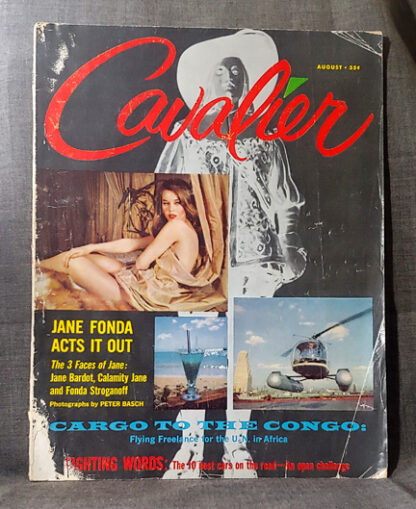 AUGUST • 35¢
Cavalier
JANE FONDA
ACTS IT OUT
The 3 Faces of Jane:
Jane Bardot, Calamity Jane
and Fonda Stroganoff
Photographs by PETER BASCH
CARGO TO THE CONGO:
Flying Freelance for the U.N. in Africa
FIGHTING WORDS: The 10 best cars on the road—An open challenge